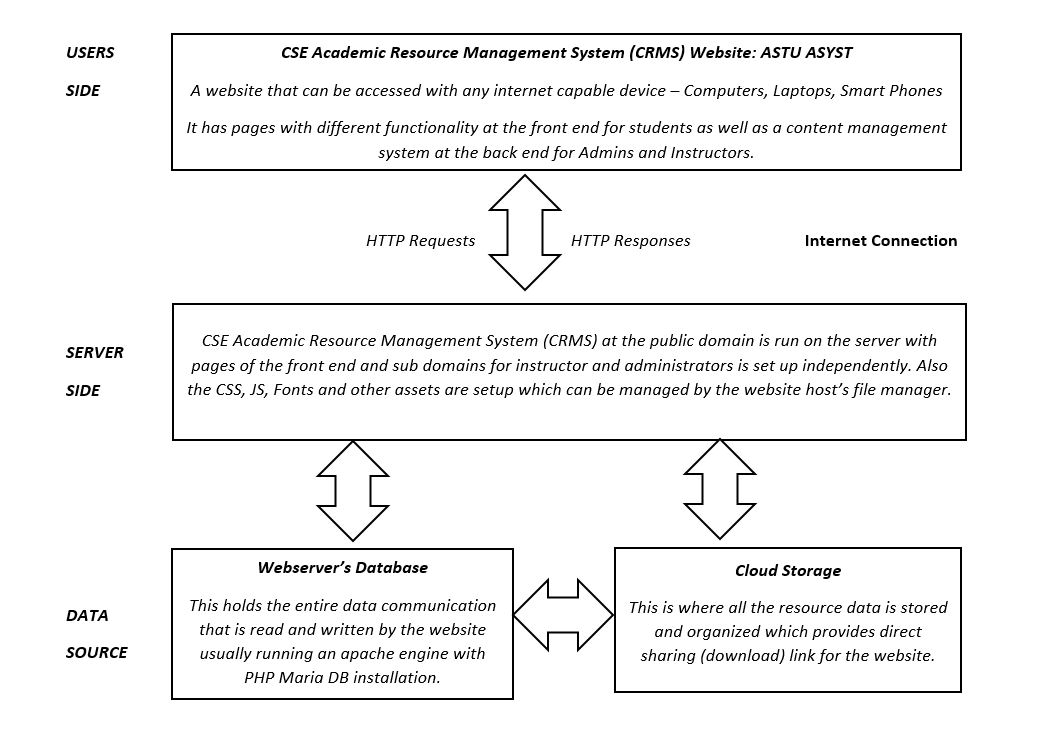 USERS
SIDE
CSE Academic Resource Management System (CRMS) Website: ASTU ASYST
A website that can be accessed with any internet capable device – Computers, Laptops, Smart Phones
It has pages with different functionality at the front end for students as well as a content management
system at the back end for Admins and Instructors.
HTTP Requests
HTTP Responses
Internet Connection
SERVER
SIDE
CSE Academic Resource Management System (CRMS) at the public domain is run on the server with
pages of the front end and sub domains for instructor and administrators is set up independently. Also
the CSS, JS, Fonts and other assets are setup which can be managed by the website host’s file manager.
DATA
SOURCE
Webserver’s Database
This holds the entire data communication
that is read and written by the website
usually running an apache engine with
PHP Maria DB installation.
Cloud Storage
This is where all the resource data is stored
and organized which provides direct
sharing (download) link for the website.